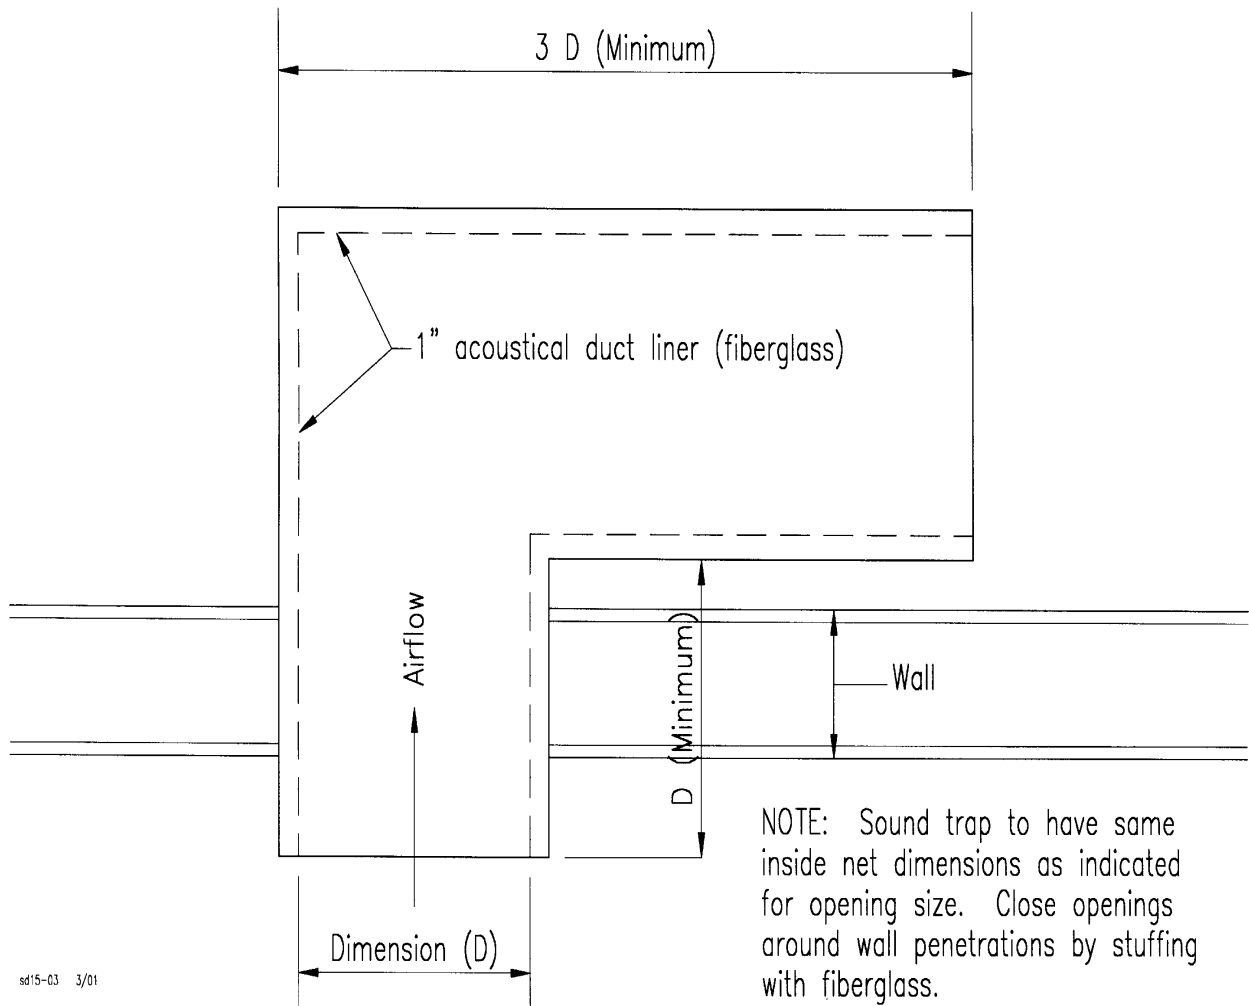 3 D (Minimum)
1" acoustical duct liner (fiberglass)
Airflow
D (Minimum)
Wall
Dimension (D)
NOTE: Sound trap to have same
inside net dimensions as indicated
for opening size. Close openings
around wall penetrations by stuffing
with fiberglass.
sd15-03 3/01